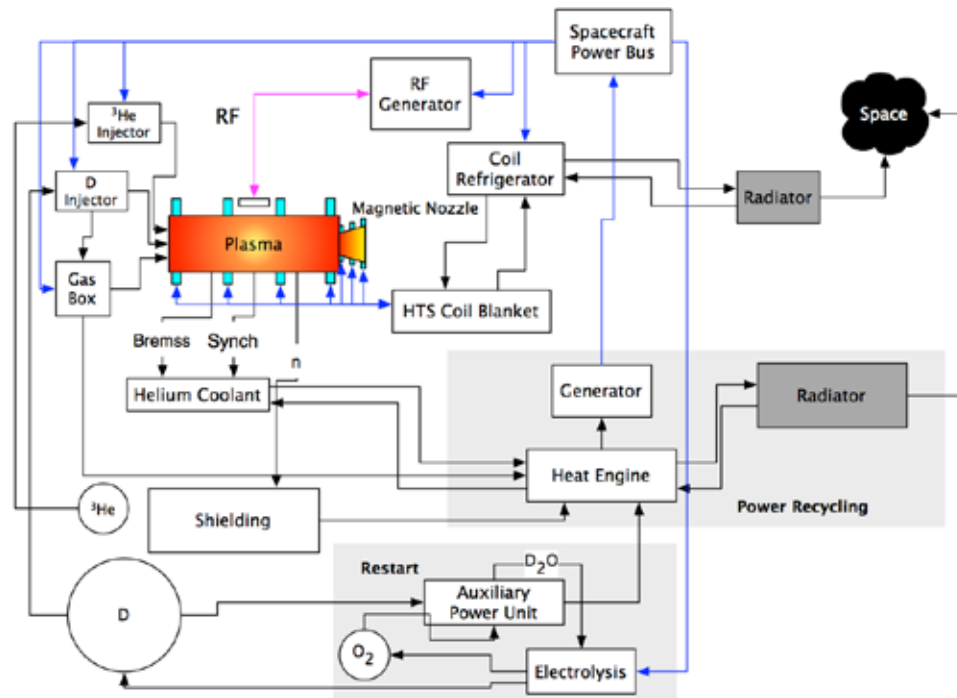 Spacecraft
Power Bus
RF
Generator
RF
³He
Injector
Space
Coil
Refrigerator
D
Injector
Radiator
Magnetic Nozzle
Plasma
Gas
Box
HTS Coil Blanket
Bremss
Synch
n
Helium Coolant
Generator
Radiator
Heat Engine
³He
Shielding
Power Recycling
Restart
D₂O
Auxiliary
Power Unit
D
O₂
Electrolysis